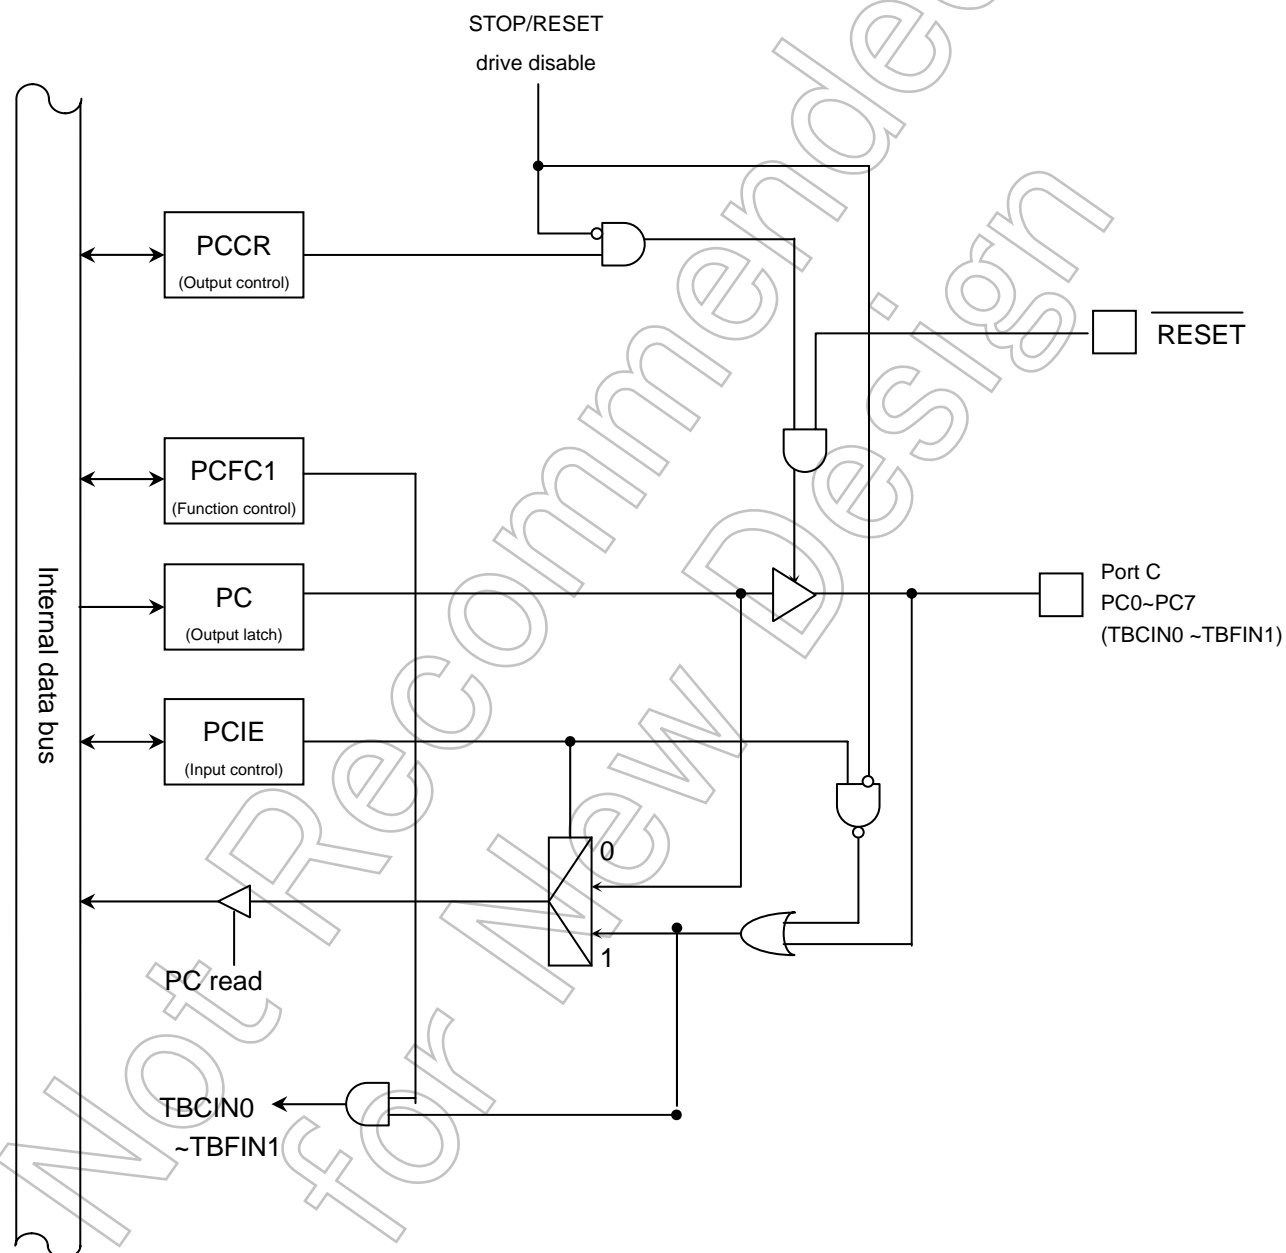 STOP/RESET
drive disable
PCCR
(Output control)
RESET
PCFC1
(Function control)
Internal data bus
PC
(Output latch)
Port C
PC0~PC7
(TBCIN0 ~TBFIN1)
PCIE
(Input control)
0
1
PC read
TBCIN0
~TBFIN1
Not Recommended
for New Design